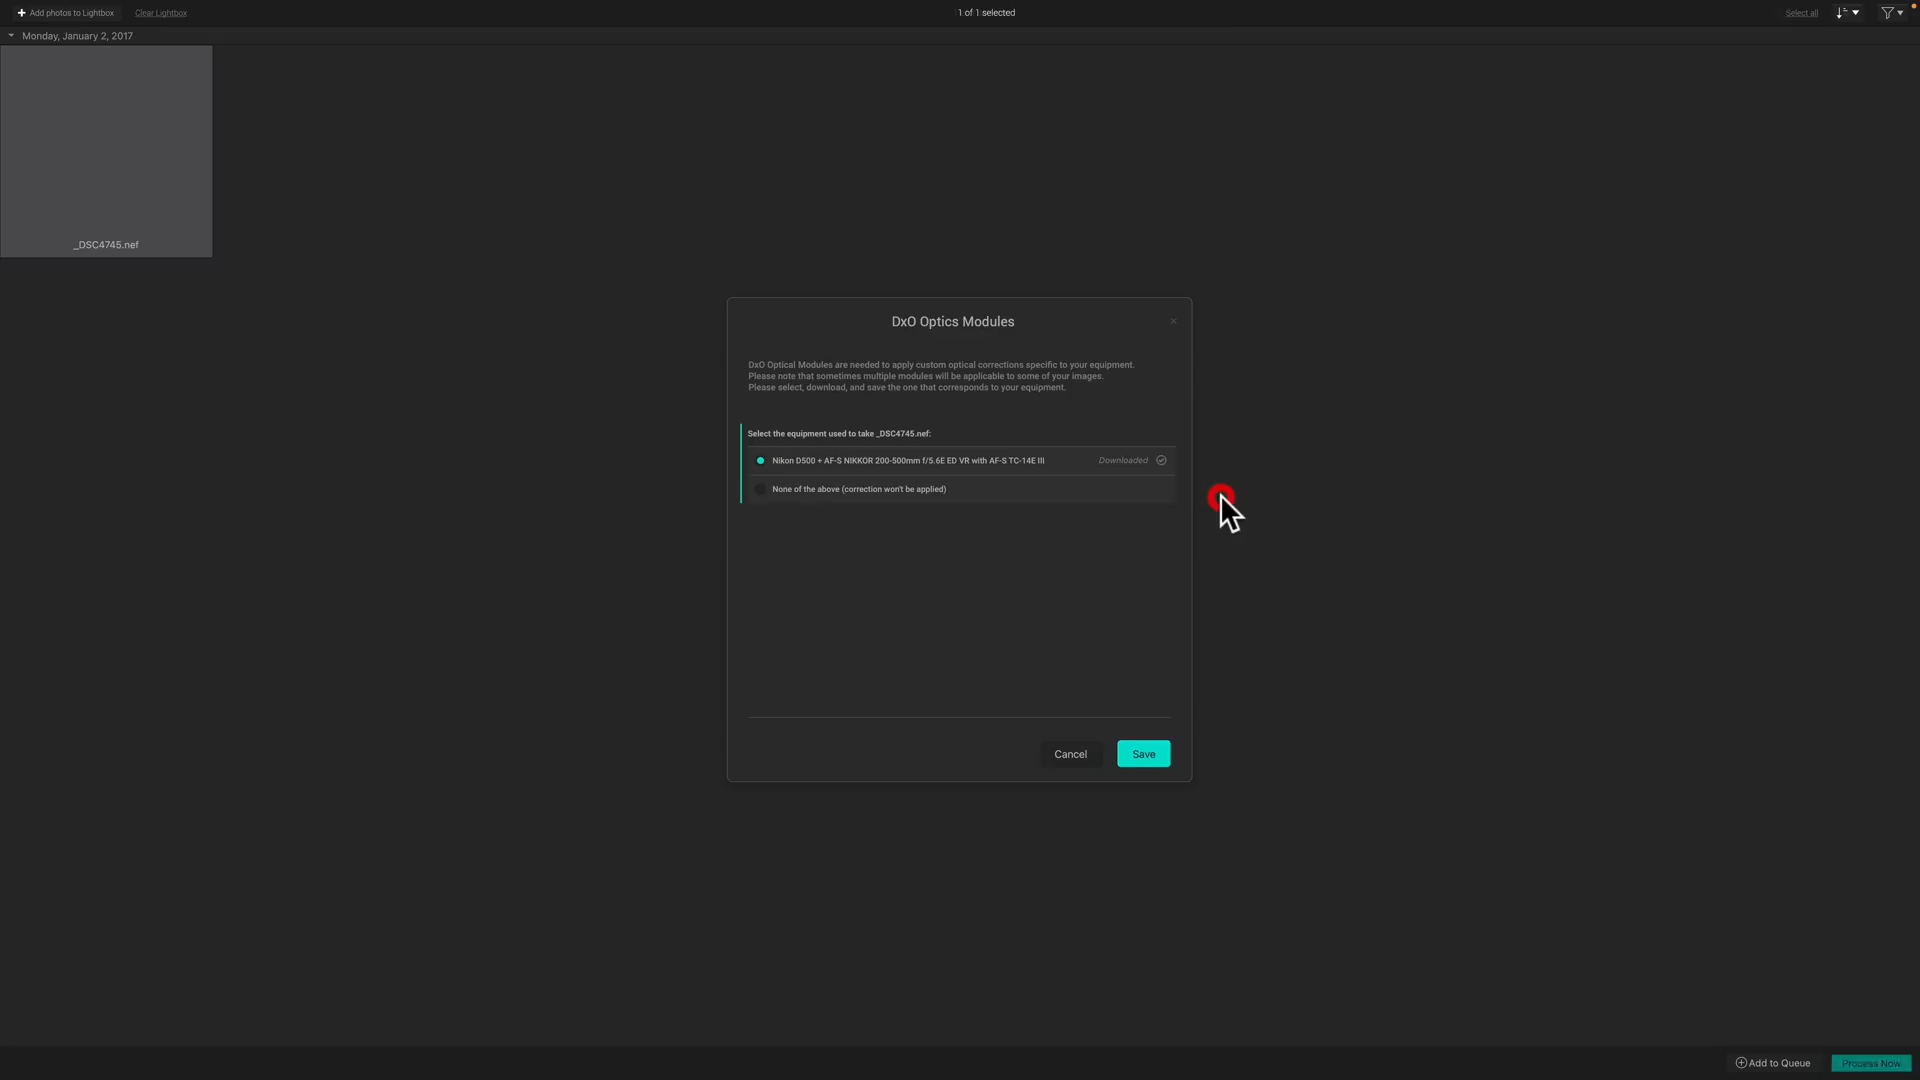 Add photos to Lightbox
Clear Lightbox
1 of 1 selected
Select all
Monday, January 2, 2017
_DSC4745.nef
DxO Optics Modules
DxO Optical Modules are needed to apply custom optical corrections specific to your equipment.
Please note that sometimes multiple modules will be applicable to some of your images.
Please select, download, and save the one that corresponds to your equipment.
Select the equipment used to take _DSC4745.nef:
Nikon D500 + AF-S NIKKOR 200-500mm f/5.6E ED VR with AF-S TC-14E III
Downloaded
None of the above (correction won't be applied)
Cancel
Save
Add to Queue
Process Now